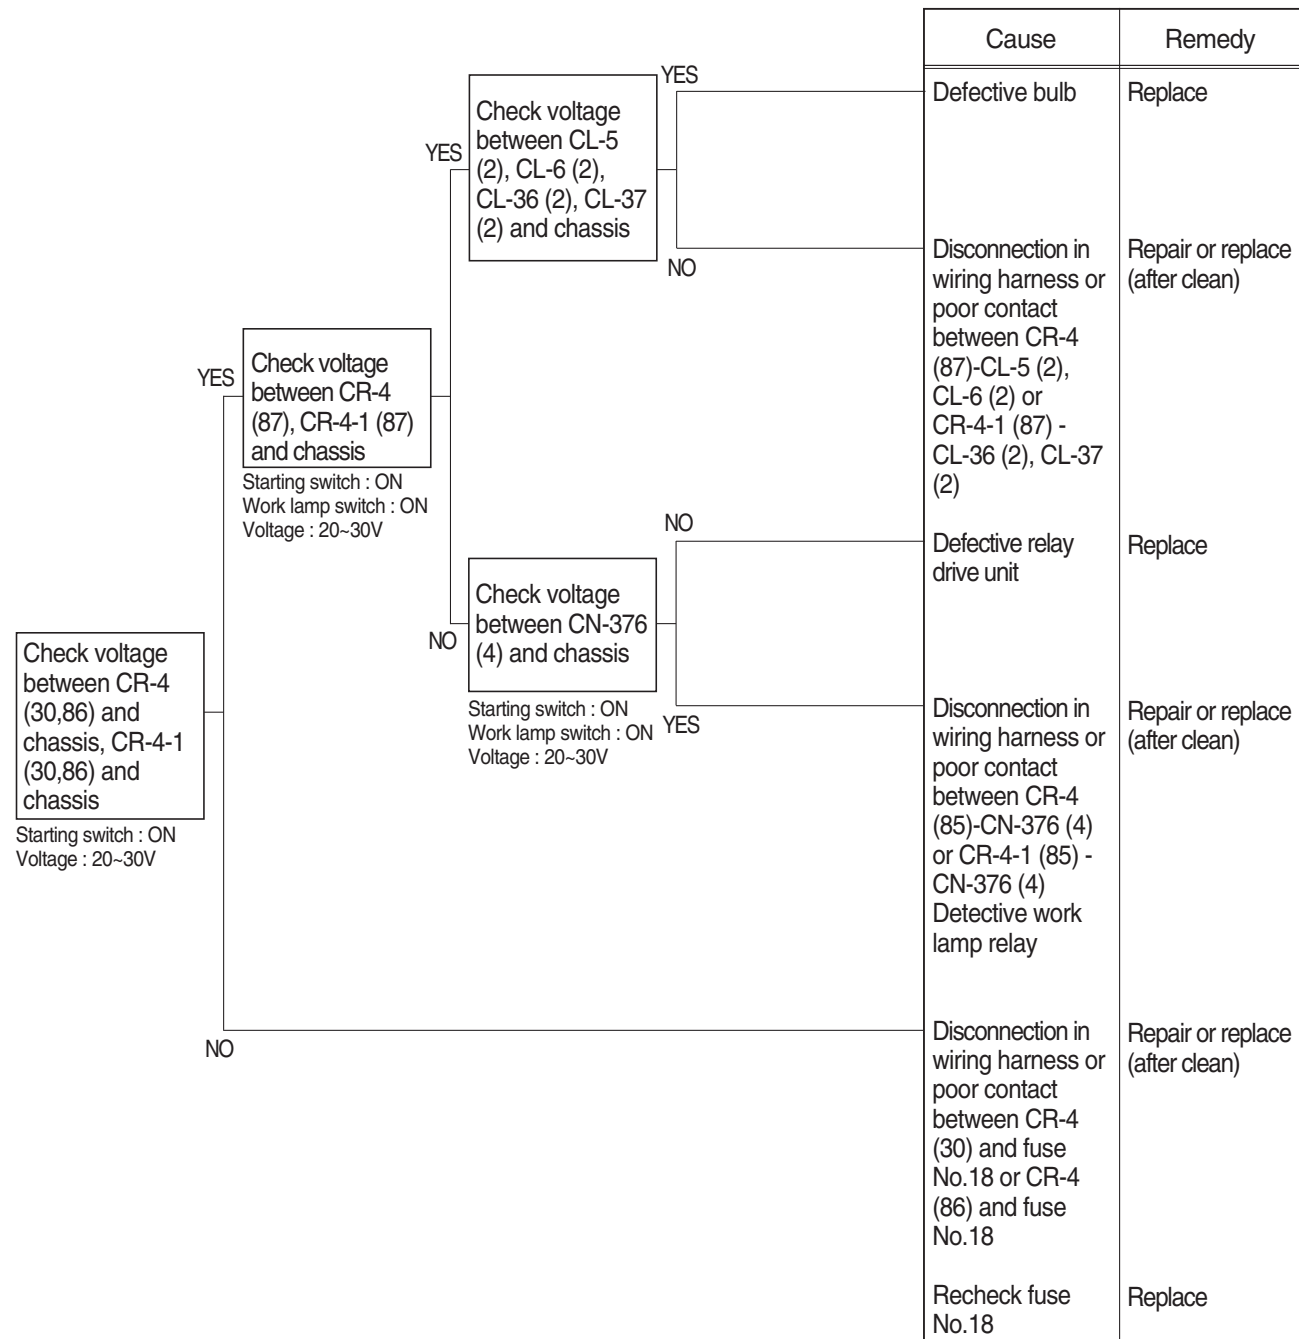 Cause
Remedy
YES
Check voltage
between CL-5
(2), CL-6 (2),
CL-36 (2), CL-37
(2) and chassis
YES
NO
Defective bulb
Replace
Disconnection in
wiring harness or
poor contact
between CR-4
(87)-CL-5 (2),
CL-6 (2) or
CR-4-1 (87) -
CL-36 (2), CL-37
(2)
Repair or replace
(after clean)
YES
Check voltage
between CR-4
(87), CR-4-1 (87)
and chassis
Starting switch : ON
Work lamp switch : ON
Voltage : 20~30V
NO
Check voltage
between CN-376
(4) and chassis
Starting switch : ON
Work lamp switch : ON
Voltage : 20~30V
NO
YES
Defective relay
drive unit
Replace
Disconnection in
wiring harness or
poor contact
between CR-4
(85)-CN-376 (4)
or CR-4-1 (85) -
CN-376 (4)
Detective work
lamp relay
Repair or replace
(after clean)
Check voltage
between CR-4
(30,86) and
chassis, CR-4-1
(30,86) and
chassis
Starting switch : ON
Voltage : 20~30V
NO
Disconnection in
wiring harness or
poor contact
between CR-4
(30) and fuse
No.18 or CR-4
(86) and fuse
No.18
Repair or replace
(after clean)
Recheck fuse
No.18
Replace